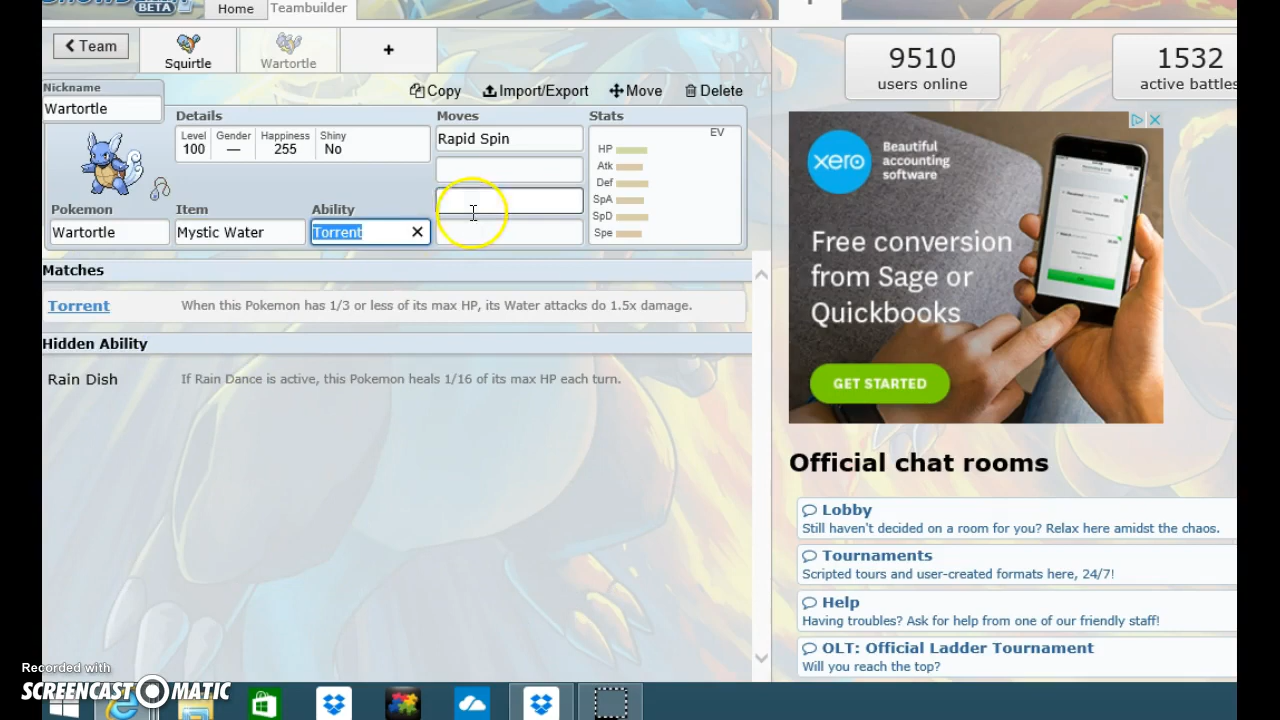 BETA
Home
Teambuilder
Team
Squirtle
Wartortle
+
Nickname
Wartortle
Copy
Import/Export
Move
Delete
Details
Level
100
Gender
—
Happiness
255
Shiny
No
Pokemon
Wartortle
Item
Mystic Water
Ability
Torrent
Moves
Rapid Spin
Stats
EV
HP
Atk
Def
SpA
SpD
Spe
Matches
Torrent When this Pokemon has 1/3 or less of its max HP, its Water attacks do 1.5x damage.
Hidden Ability
Rain Dish If Rain Dance is active, this Pokemon heals 1/16 of its max HP each turn.
9510
users online
1532
active battles
xero
Beautiful
accounting
software
Free conversion
from Sage or
Quickbooks
GET STARTED
Official chat rooms
Lobby
Still haven't decided on a room for you? Relax here amidst the chaos.
Tournaments
Scripted tours and user-created formats here, 24/7!
Help
Having troubles? Ask for help from one of our friendly staff!
OLT: Official Ladder Tournament
Will you reach the top?
Recorded with
SCREENCAST O MATIC